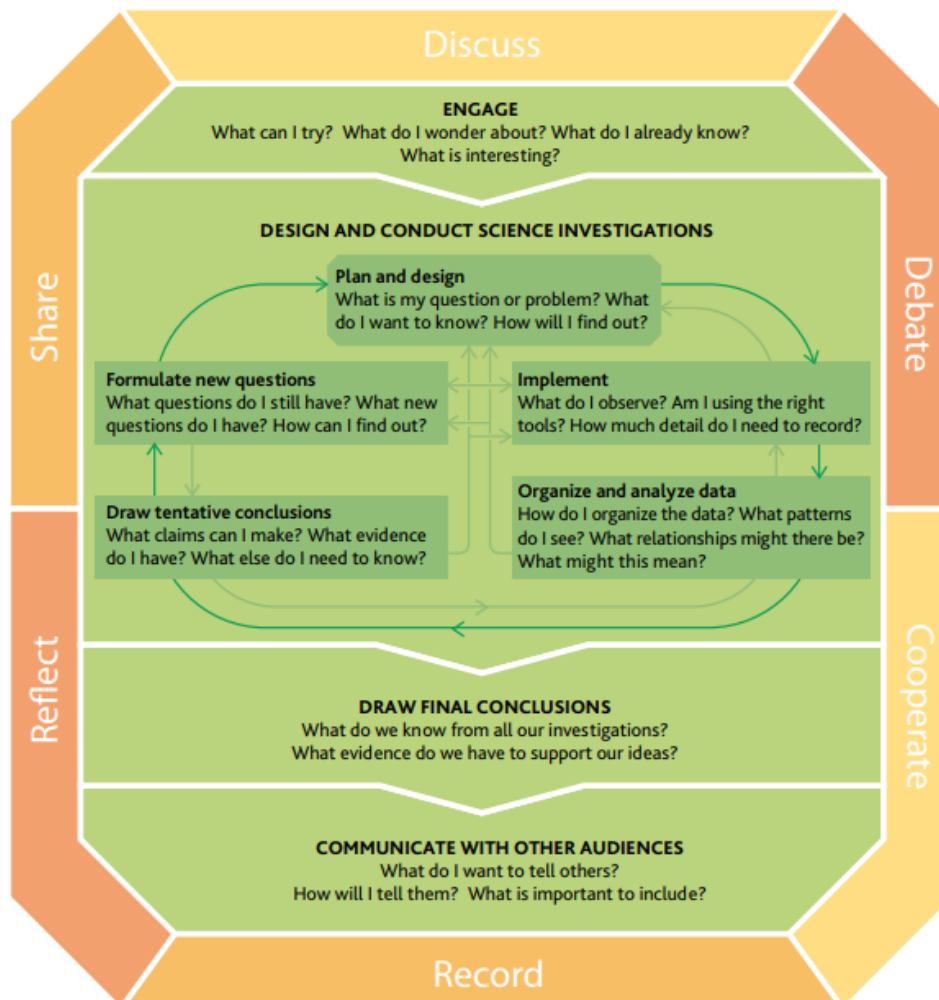 Discuss
ENGAGE
What can I try? What do I wonder about? What do I already know?
What is interesting?
Share
Debate
DESIGN AND CONDUCT SCIENCE INVESTIGATIONS
Plan and design
What is my question or problem? What
do I want to know? How will I find out?
Formulate new questions
What questions do I still have? What new
questions do I have? How can I find out?
Implement
What do I observe? Am I using the right
tools? How much detail do I need to record?
Draw tentative conclusions
What claims can I make? What evidence
do I have? What else do I need to know?
Organize and analyze data
How do I organize the data? What patterns
do I see? What relationships might there be?
What might this mean?
Reflect
Cooperate
DRAW FINAL CONCLUSIONS
What do we know from all our investigations?
What evidence do we have to support our ideas?
COMMUNICATE WITH OTHER AUDIENCES
What do I want to tell others?
How will I tell them? What is important to include?
Record